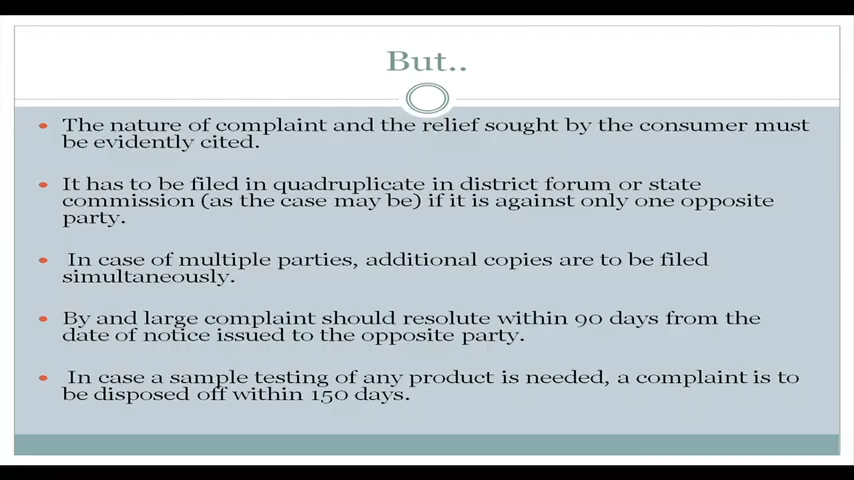 But..
The nature of complaint and the relief sought by the consumer must
be evidently cited.
It has to be filed in quadruplicate in district forum or state
commission (as the case may be) if it is against only one opposite
party.
In case of multiple parties, additional copies are to be filed
simultaneously.
By and large complaint should resolute within 90 days from the
date of notice issued to the opposite party.
In case a sample testing of any product is needed, a complaint is to
be disposed off within 150 days.